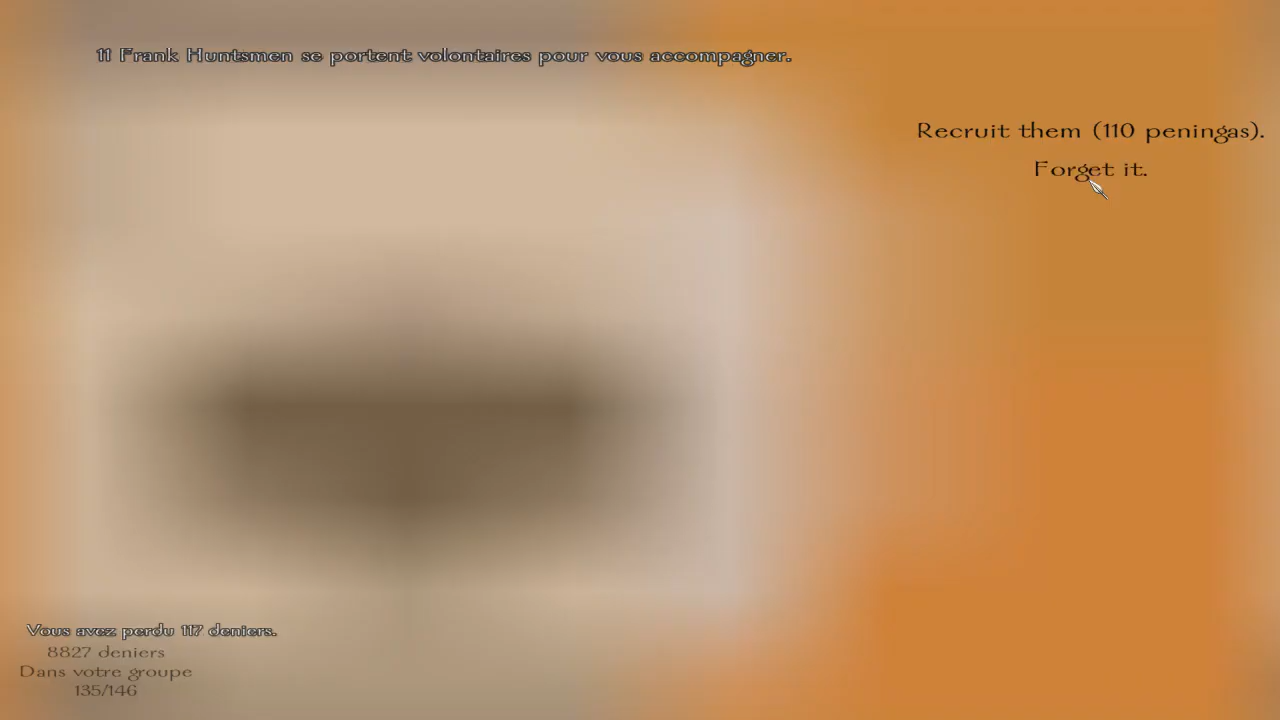 11 Frank Huntsmen se portent volontaires pour vous accompagner.
Recruit them (110 peningas).
Forget it.
Vous avez perdu 117 deniers.
8827 deniers
Dans votre groupe
135/146